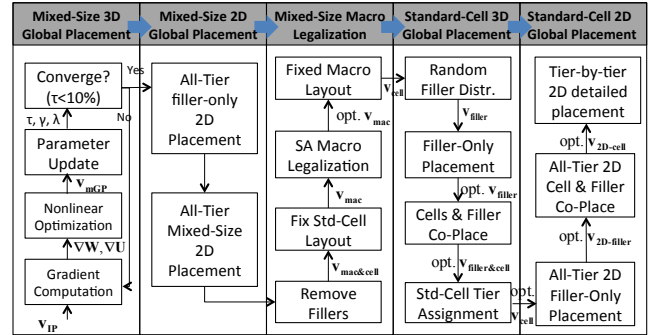 Mixed-Size 3D
Global Placement
Mixed-Size 2D
Global Placement
Mixed-Size Macro
Legalization
Standard-Cell 3D
Global Placement
Standard-Cell 2D
Global Placement
Converge?
(τ<10%)
Yes
No
τ, γ, λ
Parameter
Update
v_mGP
Nonlinear
Optimization
∇W, ∇U
Gradient
Computation
v_IP
All-Tier
filler-only
2D
Placement
All-Tier
Mixed-Size
2D
Placement
Fixed Macro
Layout
opt. v_mac
SA Macro
Legalization
v_mac
Fix Std-Cell
Layout
v_mac&cell
Remove
Fillers
v_cell
Random
Filler Distr.
v_filler
Filler-Only
Placement
opt. v_filler
Cells & Filler
Co-Place
opt. v_filler&cell
Std-Cell Tier
Assignment
opt.
v_cell
Tier-by-tier
2D detailed
placement
opt. v_2D-cell
All-Tier 2D
Cell & Filler
Co-Place
opt. v_2D-filler
All-Tier 2D
Filler-Only
Placement